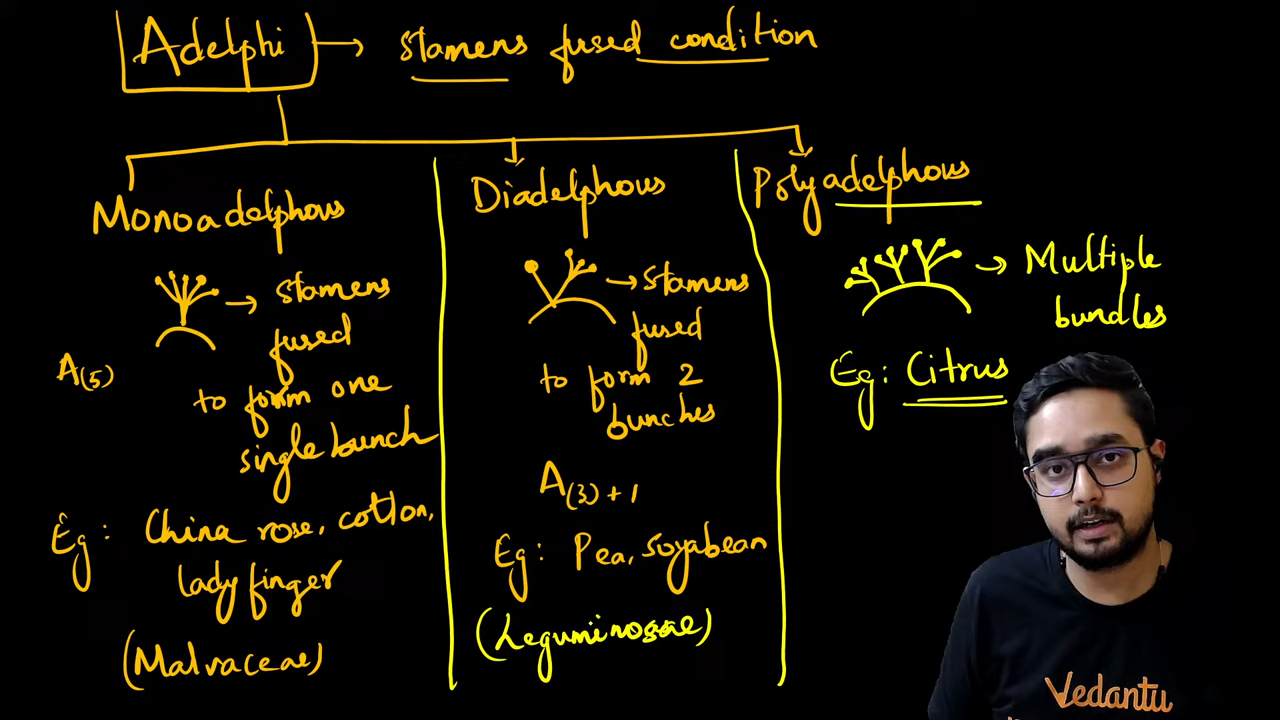 Adelphi → stamens fused condition
Monoadelphous
→ stamens
fused
to form one
single bunch
A(5)
Eg: China rose, cotton,
lady finger
(Malvaceae)
Diadelphous
→ stamens
fused
to form 2
bunches
A(3)+1
Eg: Pea, soyabean
(Leguminosae)
Polyadelphous
→ Multiple
bundles
Eg: Citrus
Vedantu